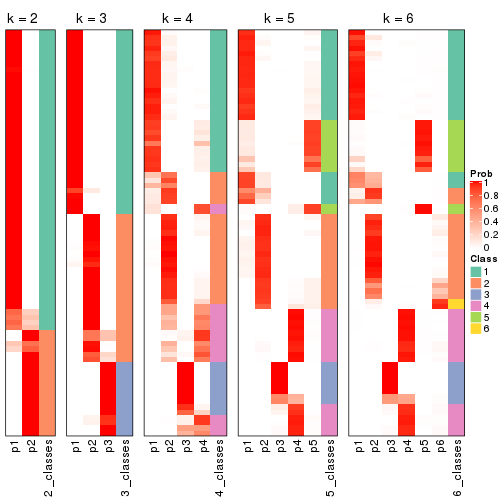 k = 2
k = 3
k = 4
k = 5
k = 6
p1
p2
2_classes
p1
p2
p3
3_classes
p1
p2
p3
p4
4_classes
p1
p2
p3
p4
p5
5_classes
p1
p2
p3
p4
p5
p6
6_classes
Prob
1
0.8
0.6
0.4
0.2
0
Class
1
2
3
4
5
6